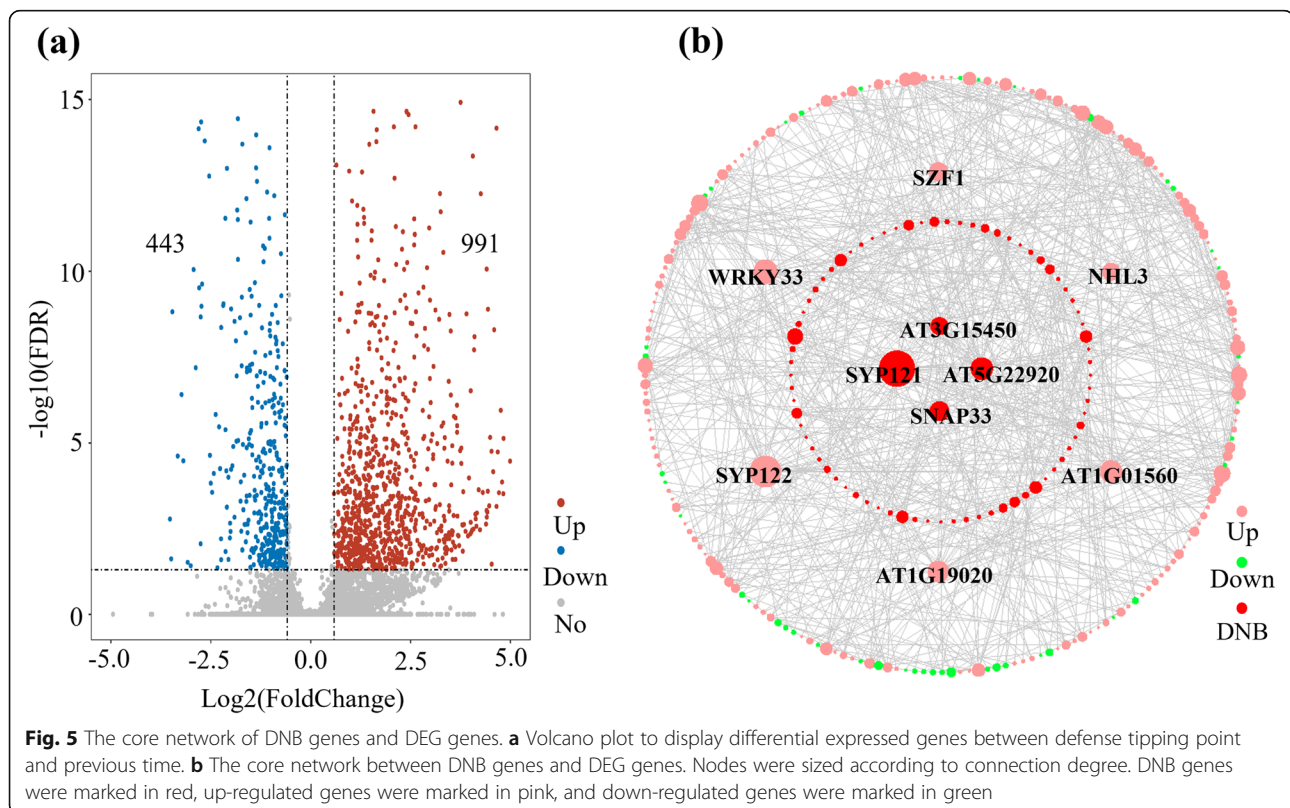 (a)
15
10
5
0
-log10(FDR)
443
991
-5.0
-2.5
0.0
2.5
5.0
Log2(FoldChange)
Up
Down
No
(b)
SZF1
WRKY33
NHL3
AT3G15450
SYP121
AT5G22920
SNAP33
SYP122
AT1G01560
AT1G19020
Up
Down
DNB
Fig. 5 The core network of DNB genes and DEG genes. a Volcano plot to display differential expressed genes between defense tipping point
and previous time. b The core network between DNB genes and DEG genes. Nodes were sized according to connection degree. DNB genes
were marked in red, up-regulated genes were marked in pink, and down-regulated genes were marked in green